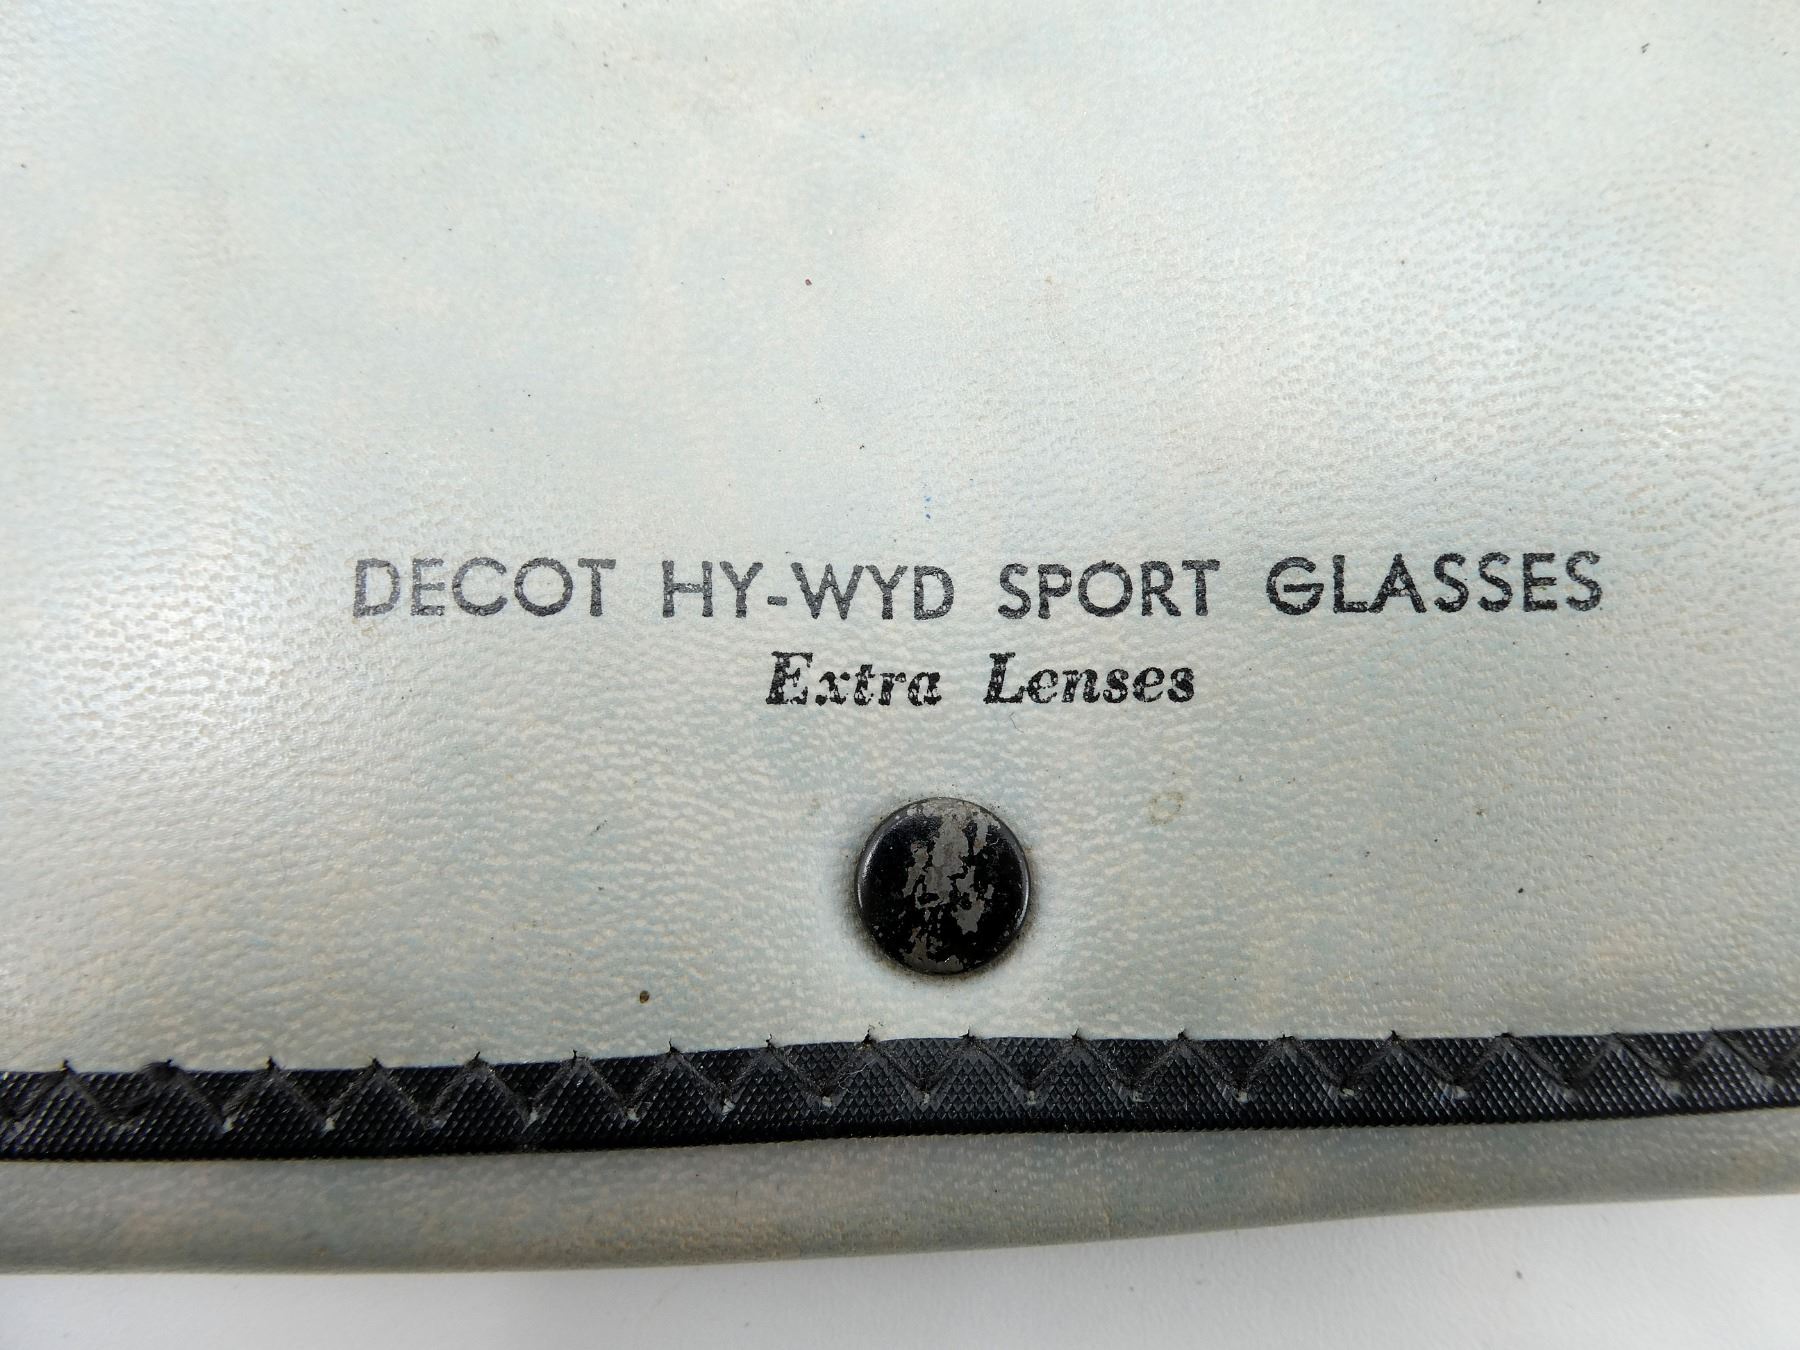 DECOT HY-WYD SPORT GLASSES
Extra Lenses